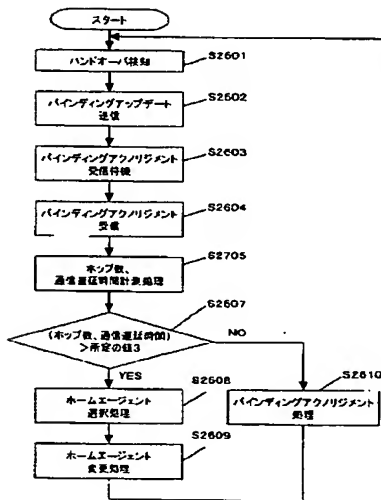 スタート
ハンドオーバ検知
S2601
バインディングアップデート
送信
S2602
バインディングアクノリジメント
受信待機
S2603
バインディングアクノリジメント
受信
S2604
ホップ数、
通信遅延時間計測処理
S2705
(ホップ数、通信遅延時間)
>所定の値3
S2607
NO
YES
ホームエージェント
選択処理
S2608
バインディングアクノリジメント
処理
S2610
ホームエージェント
変更処理
S2609